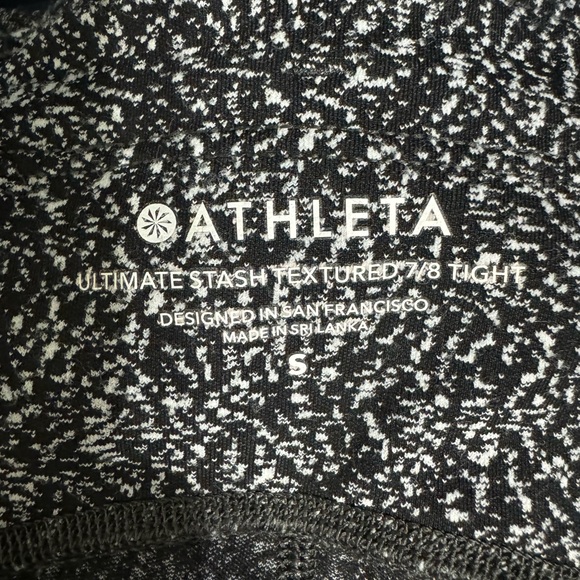 ATHLETA
ULTIMATE STASH TEXTURED 7/8 TIGHT
DESIGNED IN SAN FRANCISCO
MADE IN SRI LANKA
S